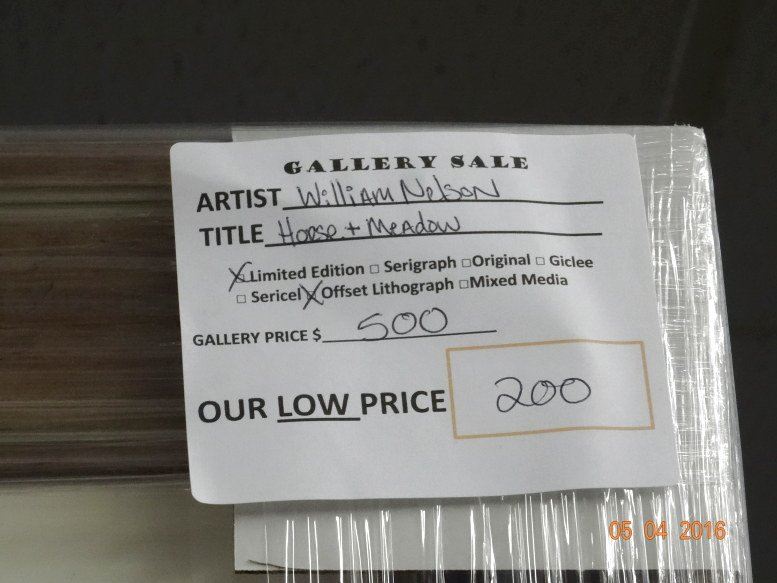 GALLERY SALE
ARTIST William Nelson
TITLE Horse + Meadow
X Limited Edition □ Serigraph □Original □ Giclee
□ Sericel X Offset Lithograph □Mixed Media
GALLERY PRICE $ 500
OUR LOW PRICE 200
05 04 2016